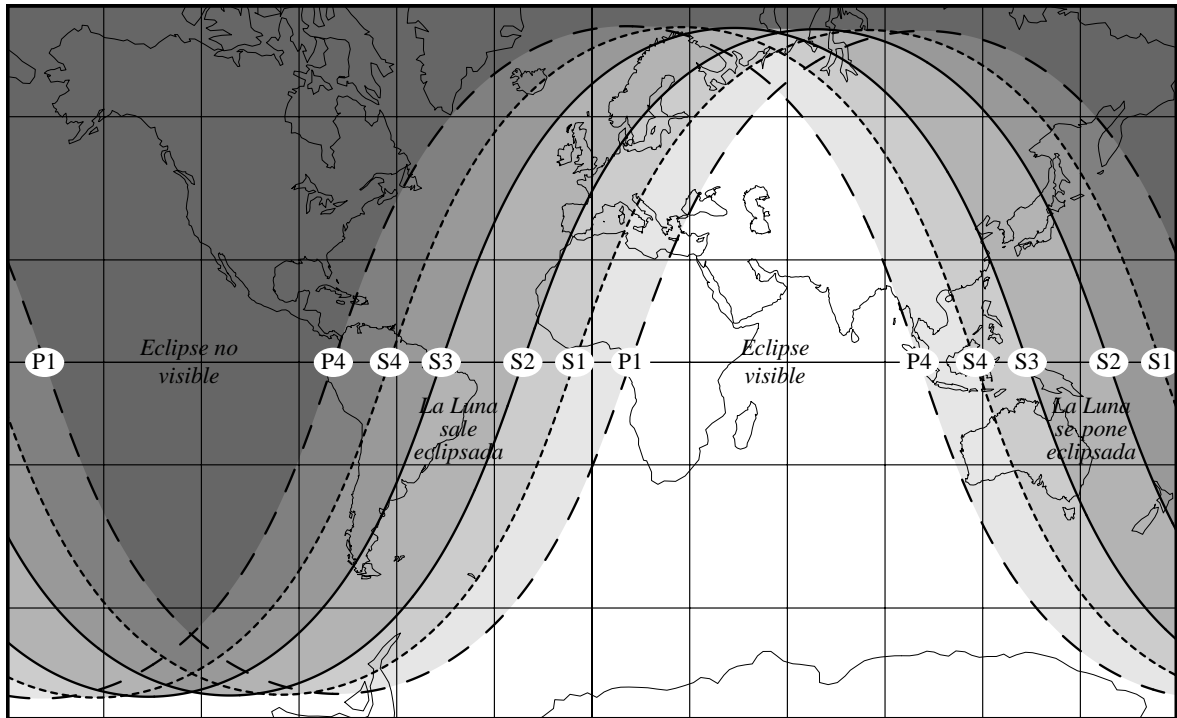 P1
Eclipse no
visible
P4
S4
S3
S2
S1
P1
Eclipse
visible
P4
S4
S3
S2
S1
La Luna
sale
eclipsada
La Luna
se pone
eclipsada